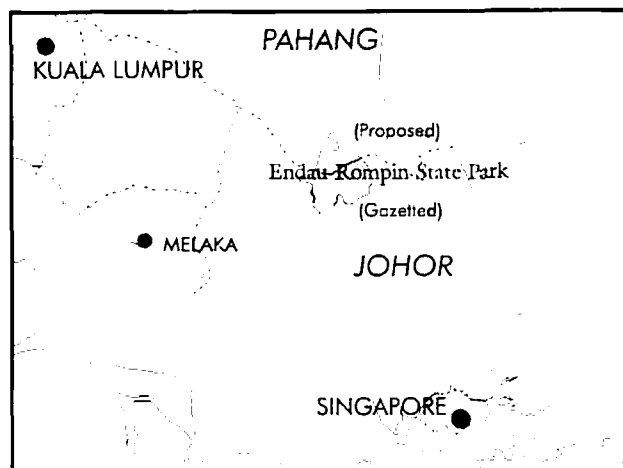 PAHANG
KUALA LUMPUR
(Proposed)
Endau-Rompin State Park
(Gazetted)
MELAKA
JOHOR
SINGAPORE